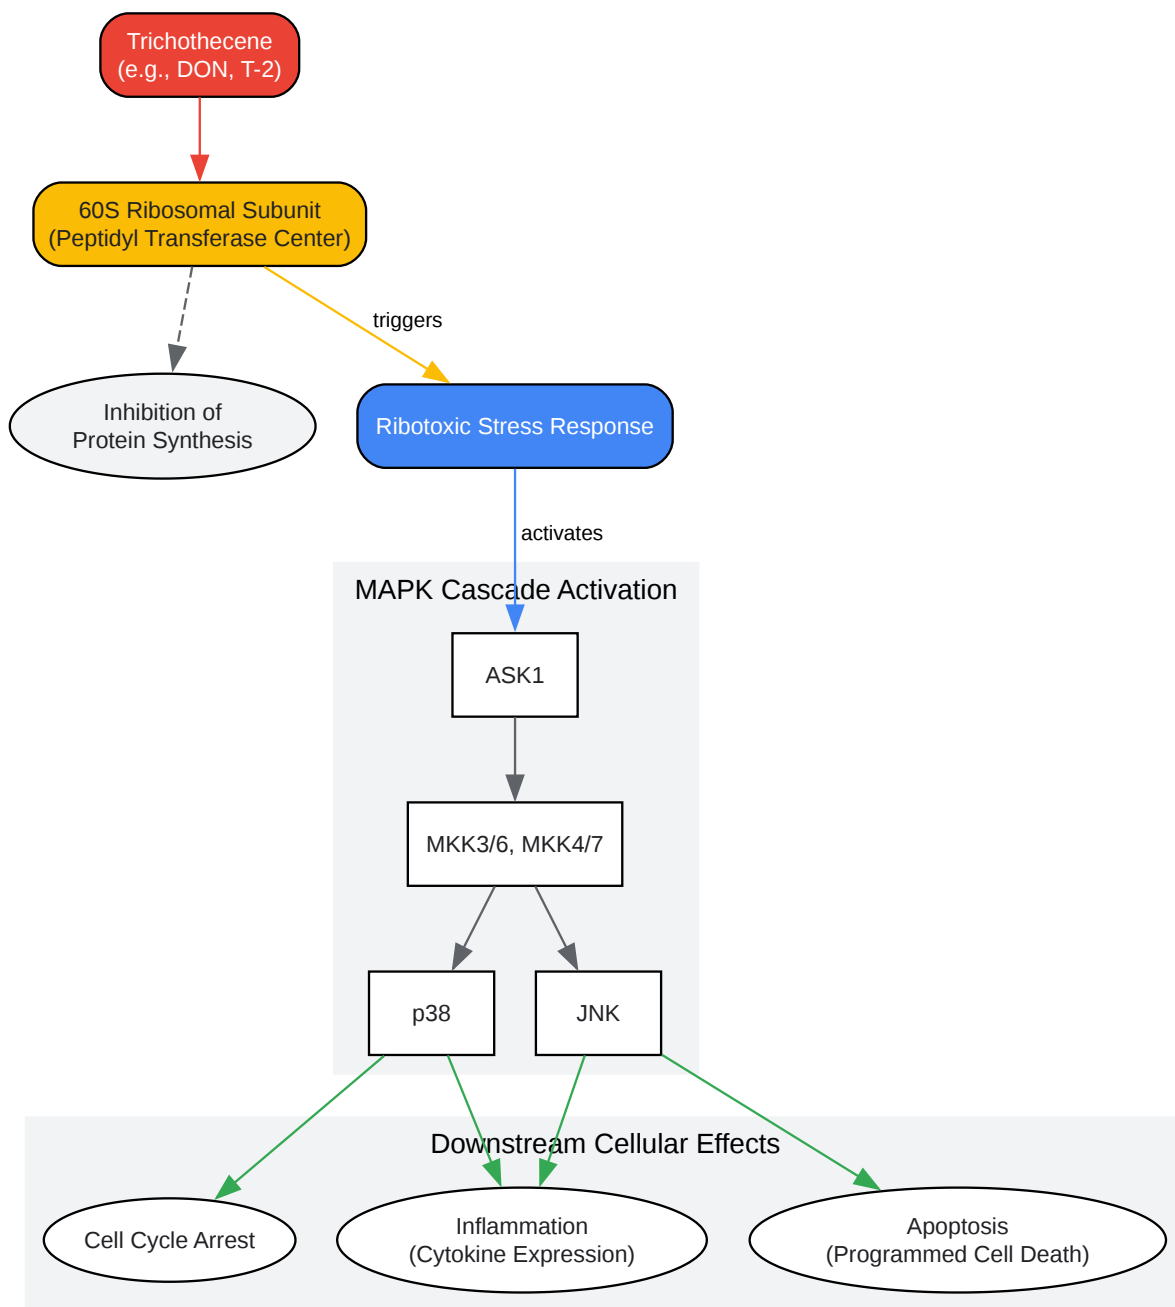 Trichothecene
(e.g., DON, T-2)
60S Ribosomal Subunit
(Peptidyl Transferase Center)
triggers
Inhibition of
Protein Synthesis
Ribotoxic Stress Response
activates
MAPK Cascade Activation
ASK1
MKK3/6, MKK4/7
p38
JNK
Downstream Cellular Effects
Cell Cycle Arrest
Inflammation
(Cytokine Expression)
Apoptosis
(Programmed Cell Death)